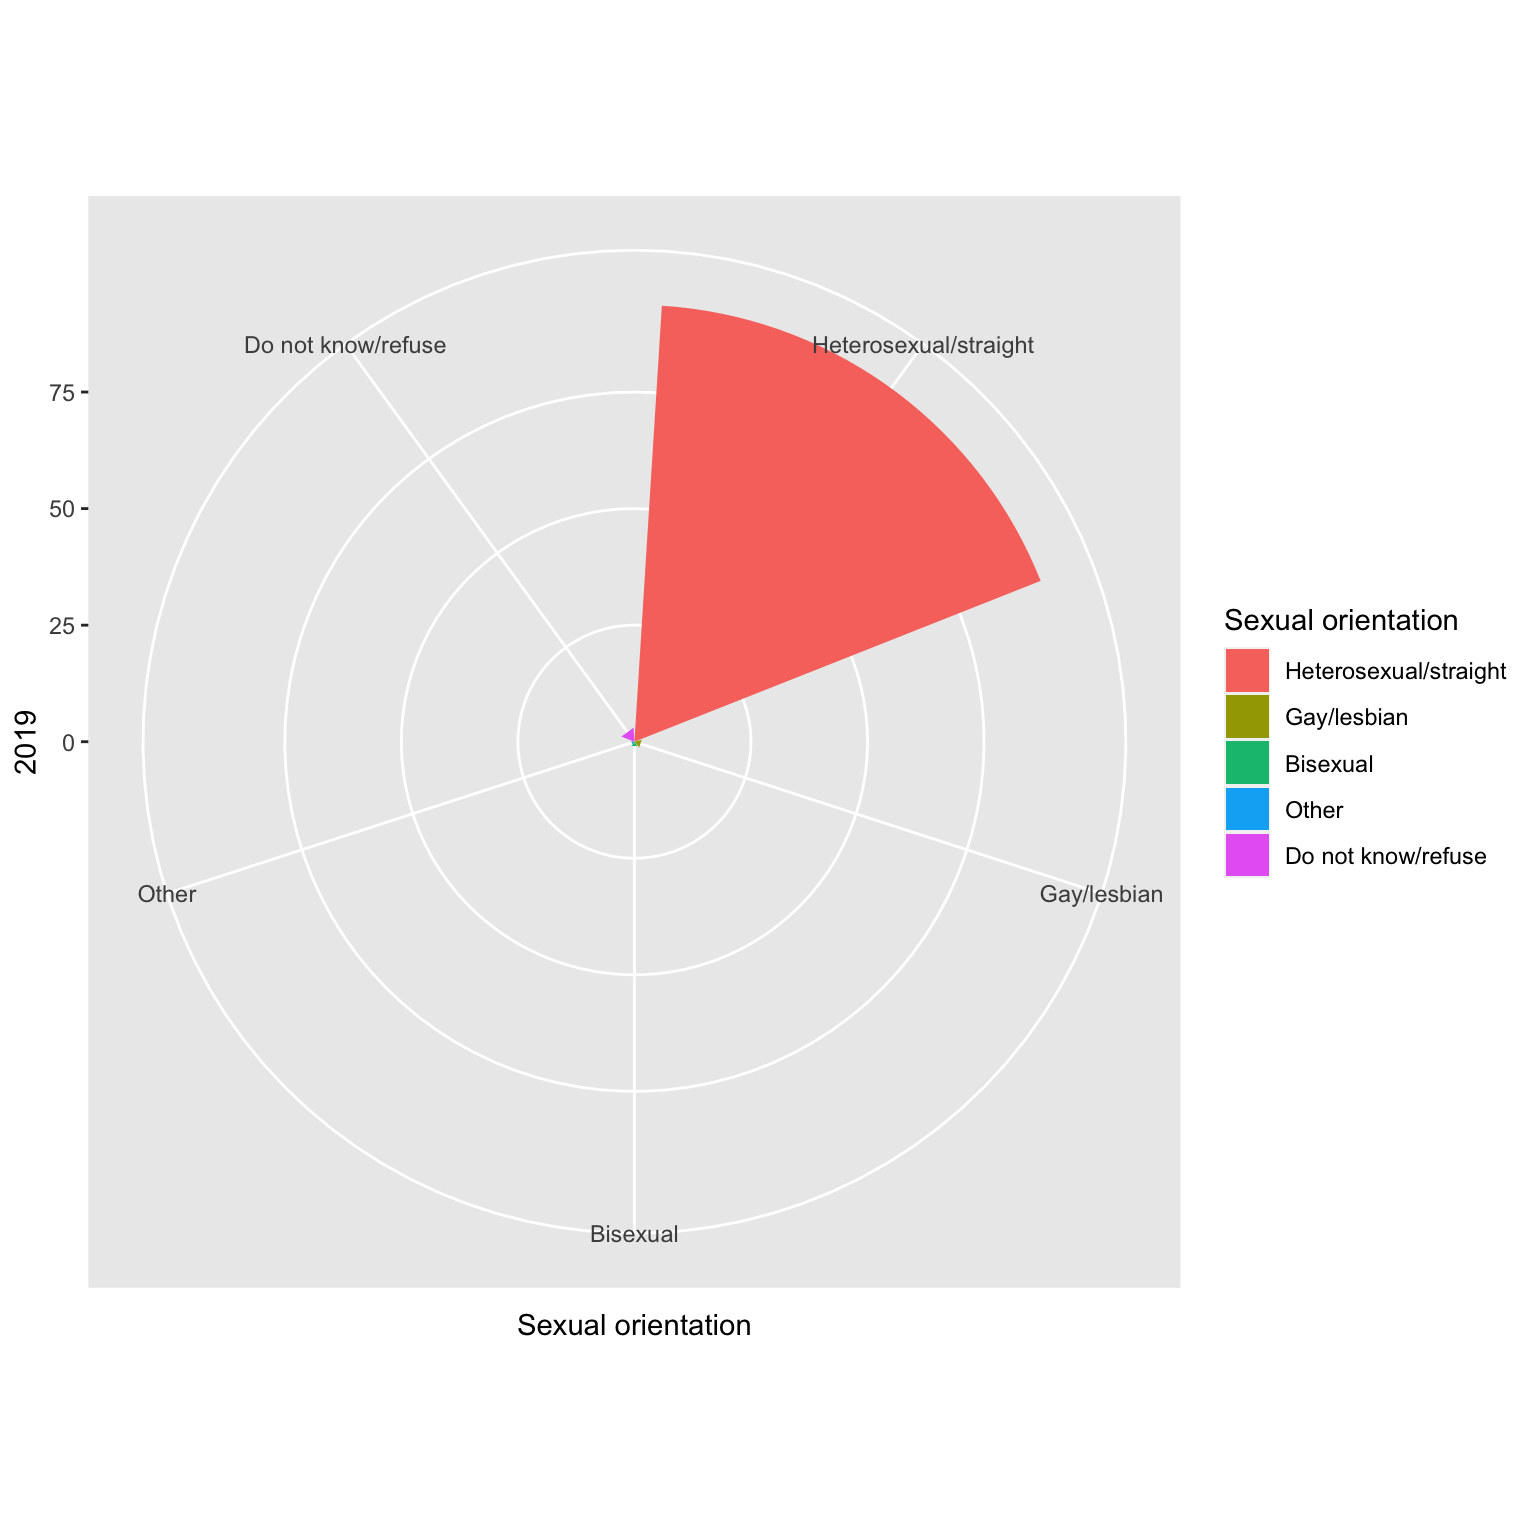 Do not know/refuse
Heterosexual/straight
75
50
25
0
2019
Other
Gay/lesbian
Bisexual
Sexual orientation
Sexual orientation
Heterosexual/straight
Gay/lesbian
Bisexual
Other
Do not know/refuse